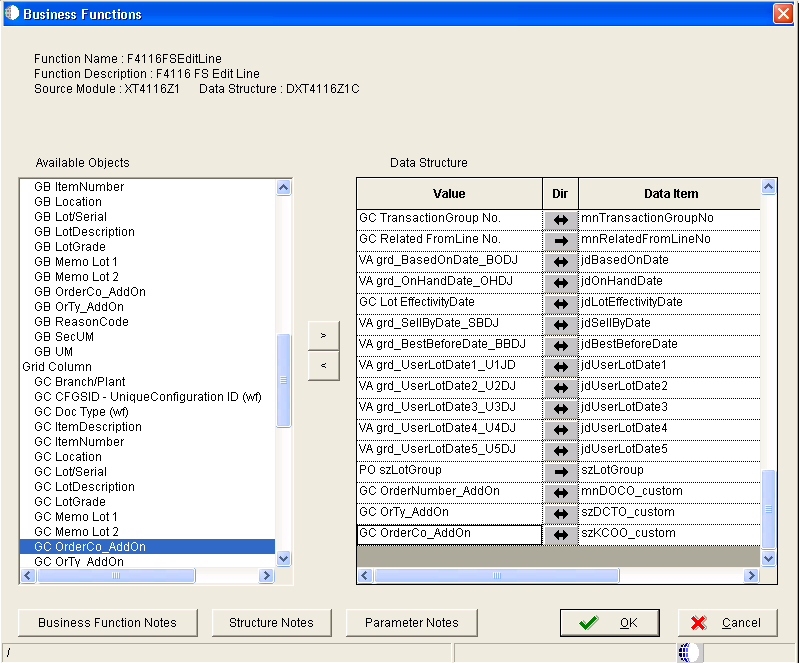 Business Functions
Function Name : F4116FSEditLine
Function Description : F4116 FS Edit Line
Source Module : XT4116Z1 Data Structure : DXT4116Z1C
Available Objects
GB ItemNumber
GB Location
GB Lot/Serial
GB LotDescription
GB LotGrade
GB Memo Lot 1
GB Memo Lot 2
GB OrderCo_AddOn
GB OrTy_AddOn
GB ReasonCode
GB SecUM
GB UM
Grid Column
GC Branch/Plant
GC CFGSID - UniqueConfiguration ID (wf)
GC Doc Type (wf)
GC ItemDescription
GC ItemNumber
GC Location
GC Lot/Serial
GC LotDescription
GC LotGrade
GC Memo Lot 1
GC Memo Lot 2
GC OrderCo_AddOn
GC OrTy_AddOn
>
<
Data Structure
Value Dir Data Item
GC TransactionGroup No. mnTransactionGroupNo
GC Related FromLine No. mnRelatedFromLineNo
VA grd_BasedOnDate_BODJ jdBasedOnDate
VA grd_OnHandDate_OHDJ jdOnHandDate
GC Lot EffectivityDate jdLotEffectivityDate
VA grd_SellByDate_SBDJ jdSellByDate
VA grd_BestBeforeDate_BBDJ jdBestBeforeDate
VA grd_UserLotDate1_U1JD jdUserLotDate1
VA grd_UserLotDate2_U2DJ jdUserLotDate2
VA grd_UserLotDate3_U3DJ jdUserLotDate3
VA grd_UserLotDate4_U4DJ jdUserLotDate4
VA grd_UserLotDate5_U5DJ jdUserLotDate5
PO szLotGroup szLotGroup
GC OrderNumber_AddOn mnDOCO_custom
GC OrTy_AddOn szDCTO_custom
GC OrderCo_AddOn szKCOO_custom
Business Function Notes Structure Notes Parameter Notes OK Cancel
/